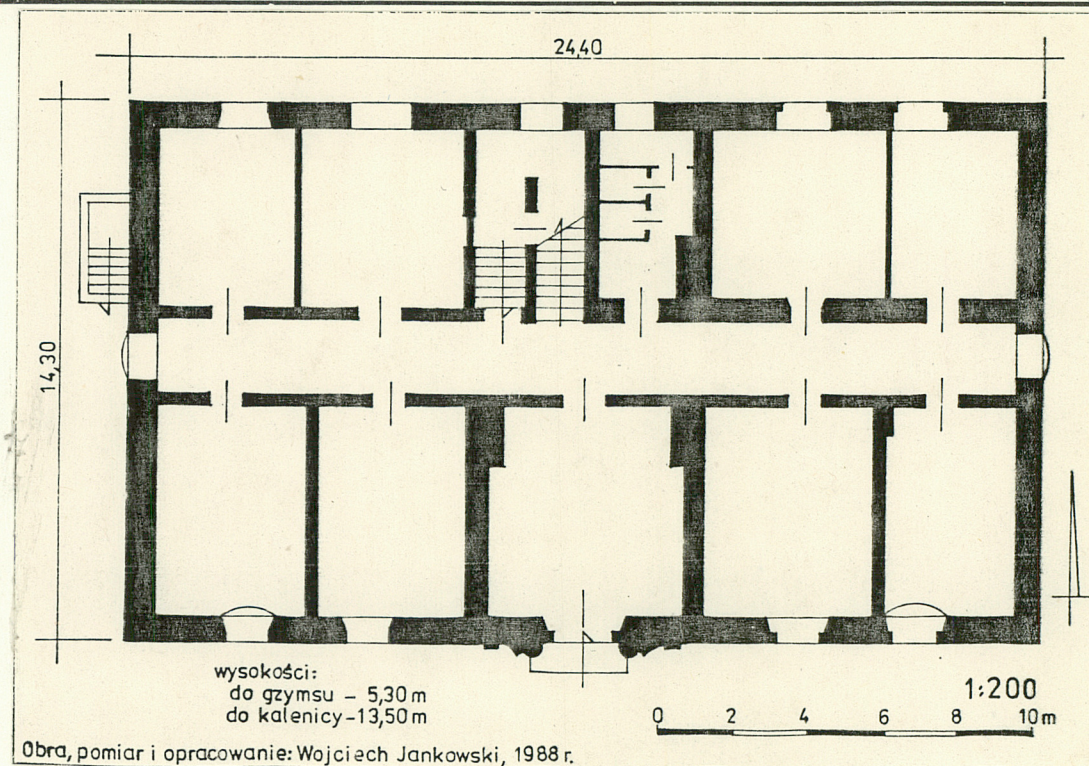 24,40
14,30
wysokości:
do gzymsu - 5,30 m
do kalenicy-13,50 m
1:200
0 2 4 6 8 10m
Obra, pomiar i opracowanie: Wojciech Jankowski, 1988 r.